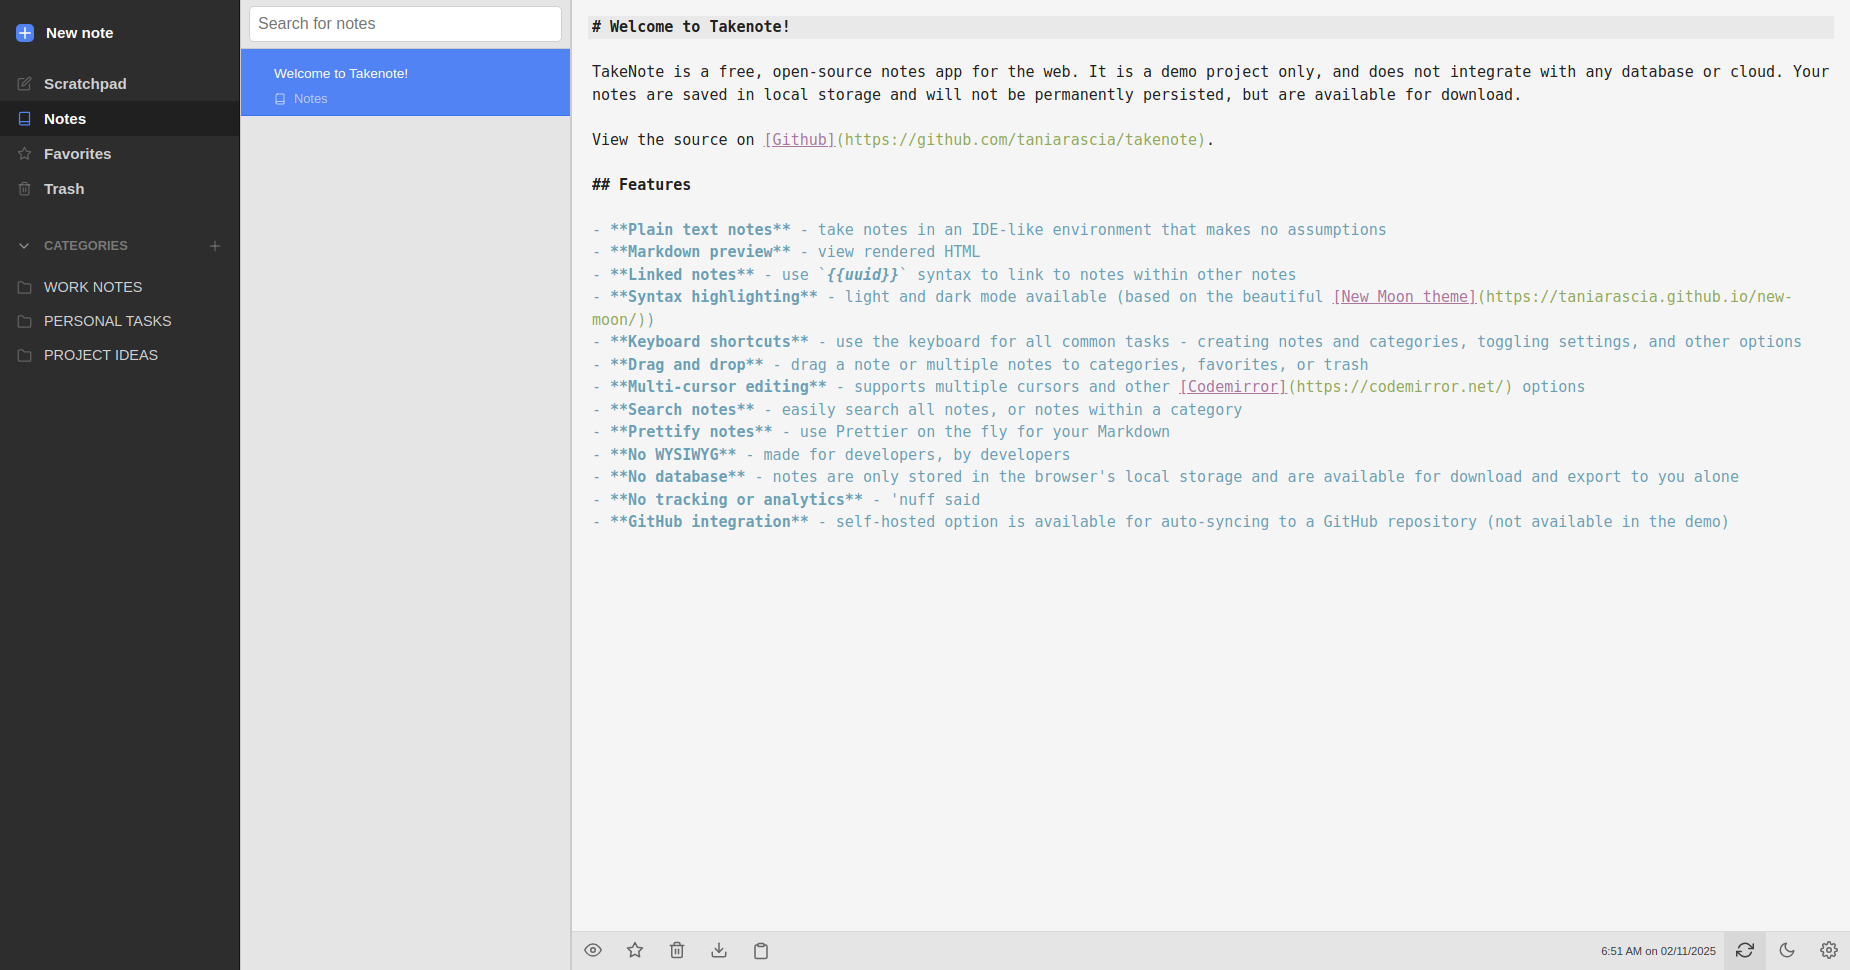 New note
Scratchpad
Notes
Favorites
Trash
CATEGORIES
WORK NOTES
PERSONAL TASKS
PROJECT IDEAS
Search for notes
Welcome to Takenote!
Notes
# Welcome to Takenote!
TakeNote is a free, open-source notes app for the web. It is a demo project only, and does not integrate with any database or cloud. Your
notes are saved in local storage and will not be permanently persisted, but are available for download.
View the source on [Github](https://github.com/taniarascia/takenote).
## Features
- **Plain text notes** - take notes in an IDE-like environment that makes no assumptions
- **Markdown preview** - view rendered HTML
- **Linked notes** - use `{{uuid}}` syntax to link to notes within other notes
- **Syntax highlighting** - light and dark mode available (based on the beautiful [New Moon theme](https://taniarascia.github.io/new-
moon/))
- **Keyboard shortcuts** - use the keyboard for all common tasks - creating notes and categories, toggling settings, and other options
- **Drag and drop** - drag a note or multiple notes to categories, favorites, or trash
- **Multi-cursor editing** - supports multiple cursors and other [Codemirror](https://codemirror.net/) options
- **Search notes** - easily search all notes, or notes within a category
- **Prettify notes** - use Prettier on the fly for your Markdown
- **No WYSIWYG** - made for developers, by developers
- **No database** - notes are only stored in the browser's local storage and are available for download and export to you alone
- **No tracking or analytics** - 'nuff said
- **GitHub integration** - self-hosted option is available for auto-syncing to a GitHub repository (not available in the demo)
6:51 AM on 02/11/2025